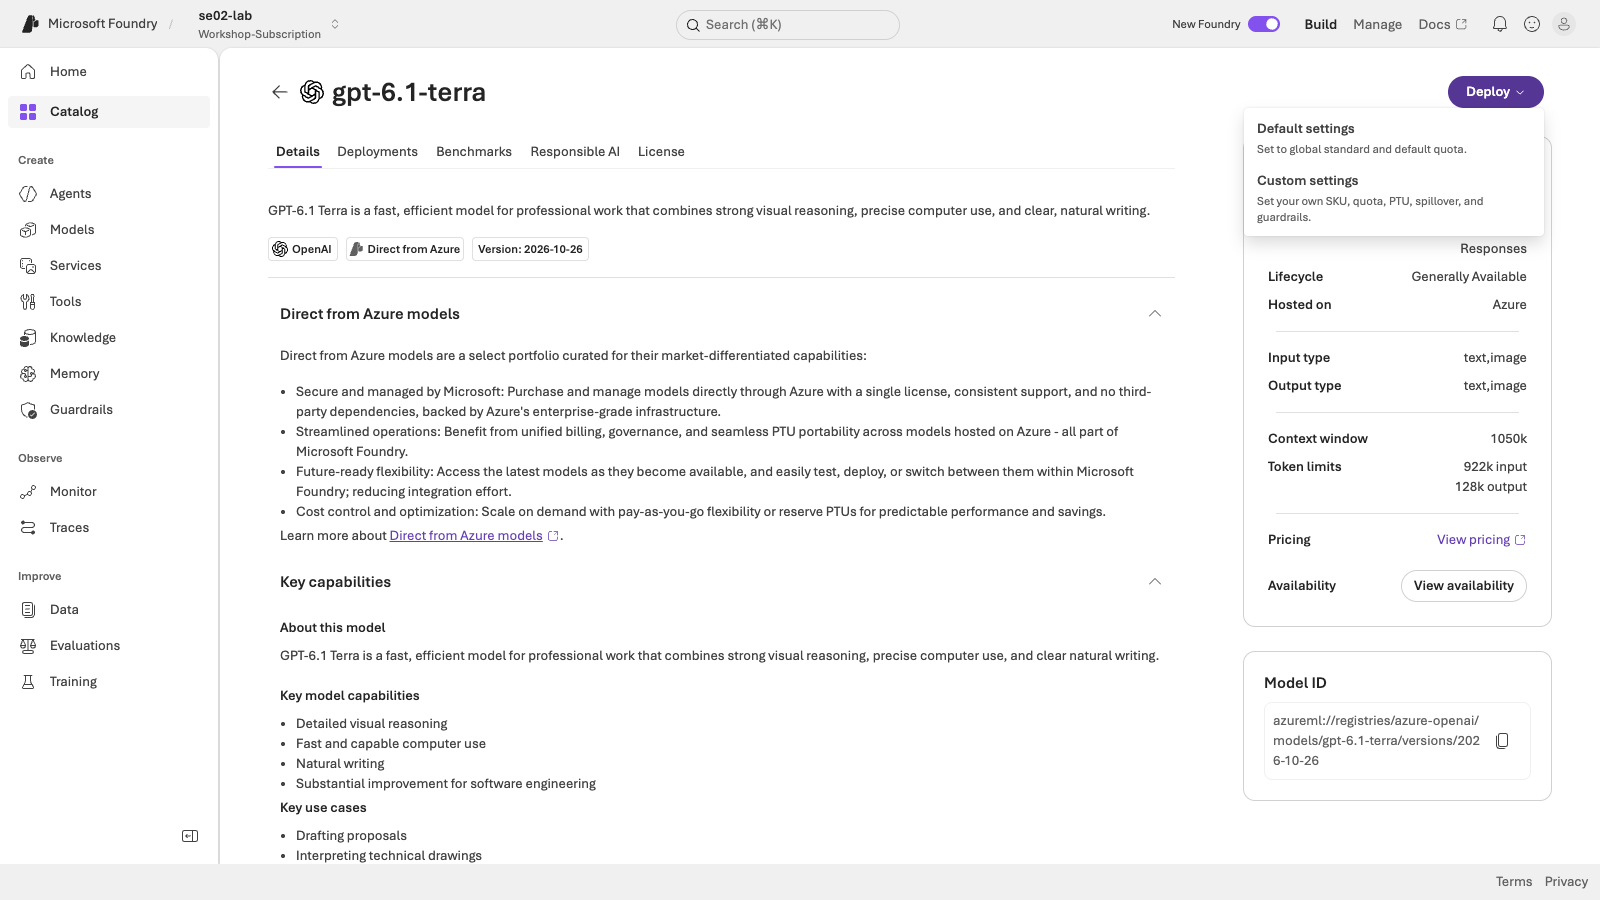 Microsoft Foundry
/
se02-lab
Workshop-Subscription
Search (⌘K)
New Foundry
Build
Manage
Docs
Home
Catalog
Create
Agents
Models
Services
Tools
Knowledge
Memory
Guardrails
Observe
Monitor
Traces
Improve
Data
Evaluations
Training
gpt-6.1-terra
Deploy
Default settings
Set to global standard and default quota.
Custom settings
Set your own SKU, quota, PTU, spillover, and
guardrails.
Details
Deployments
Benchmarks
Responsible AI
License
GPT-6.1 Terra is a fast, efficient model for professional work that combines strong visual reasoning, precise computer use, and clear, natural writing.
OpenAI
Direct from Azure
Version: 2026-10-26
Direct from Azure models
Direct from Azure models are a select portfolio curated for their market-differentiated capabilities:
• Secure and managed by Microsoft: Purchase and manage models directly through Azure with a single license, consistent support, and no third-
party dependencies, backed by Azure's enterprise-grade infrastructure.
• Streamlined operations: Benefit from unified billing, governance, and seamless PTU portability across models hosted on Azure - all part of
Microsoft Foundry.
• Future-ready flexibility: Access the latest models as they become available, and easily test, deploy, or switch between them within Microsoft
Foundry; reducing integration effort.
• Cost control and optimization: Scale on demand with pay-as-you-go flexibility or reserve PTUs for predictable performance and savings.
Learn more about Direct from Azure models .
Key capabilities
About this model
GPT-6.1 Terra is a fast, efficient model for professional work that combines strong visual reasoning, precise computer use, and clear natural writing.
Key model capabilities
• Detailed visual reasoning
• Fast and capable computer use
• Natural writing
• Substantial improvement for software engineering
Key use cases
• Drafting proposals
• Interpreting technical drawings
Responses
Lifecycle Generally Available
Hosted on Azure
Input type text,image
Output type text,image
Context window 1050k
Token limits 922k input
128k output
Pricing View pricing
Availability View availability
Model ID
azureml://registries/azure-openai/
models/gpt-6.1-terra/versions/202
6-10-26
Terms
Privacy